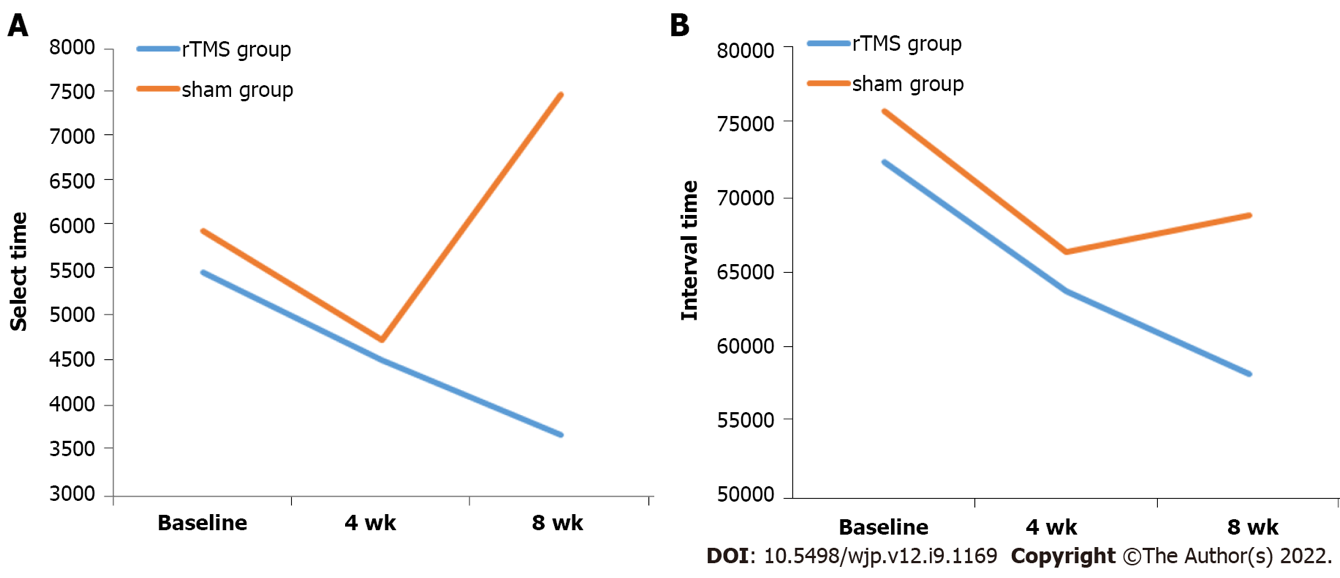 A
rTMS group
sham group
Select time
8000
7500
7000
6500
6000
5500
5000
4500
4000
3500
3000
Baseline 4 wk 8 wk
B
rTMS group
sham group
Interval time
80000
75000
70000
65000
60000
55000
50000
Baseline 4 wk 8 wk
DOI: 10.5498/wjp.v12.i9.1169 Copyright ©The Author(s) 2022.